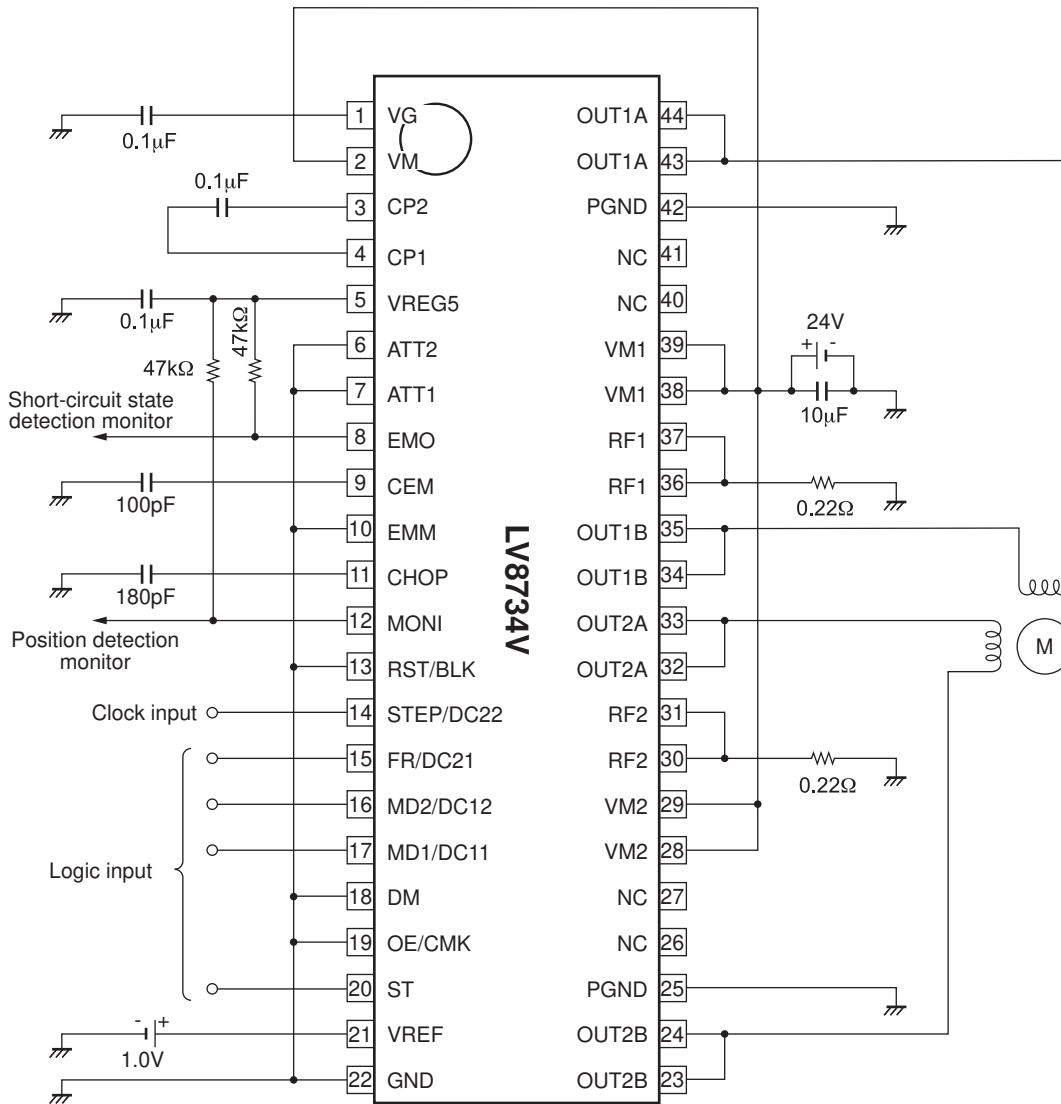 1 VG
OUT1A 44
0.1µF
2 VM
OUT1A 43
0.1µF
3 CP2
PGND 42
4 CP1
NC 41
5 VREG5
NC 40
0.1µF
47kΩ
24V
+ -
6 ATT2
VM1 39
47kΩ
7 ATT1
VM1 38
10µF
Short-circuit state
detection monitor
8 EMO
RF1 37
9 CEM
RF1 36
100pF
0.22Ω
10 EMM
OUT1B 35
11 CHOP
OUT1B 34
180pF
LV8734V
12 MONI
OUT2A 33
Position detection
monitor
M
13 RST/BLK
OUT2A 32
Clock input
14 STEP/DC22
RF2 31
15 FR/DC21
RF2 30
0.22Ω
16 MD2/DC12
VM2 29
17 MD1/DC11
VM2 28
Logic input
18 DM
NC 27
19 OE/CMK
NC 26
20 ST
PGND 25
- +
21 VREF
OUT2B 24
1.0V
22 GND
OUT2B 23